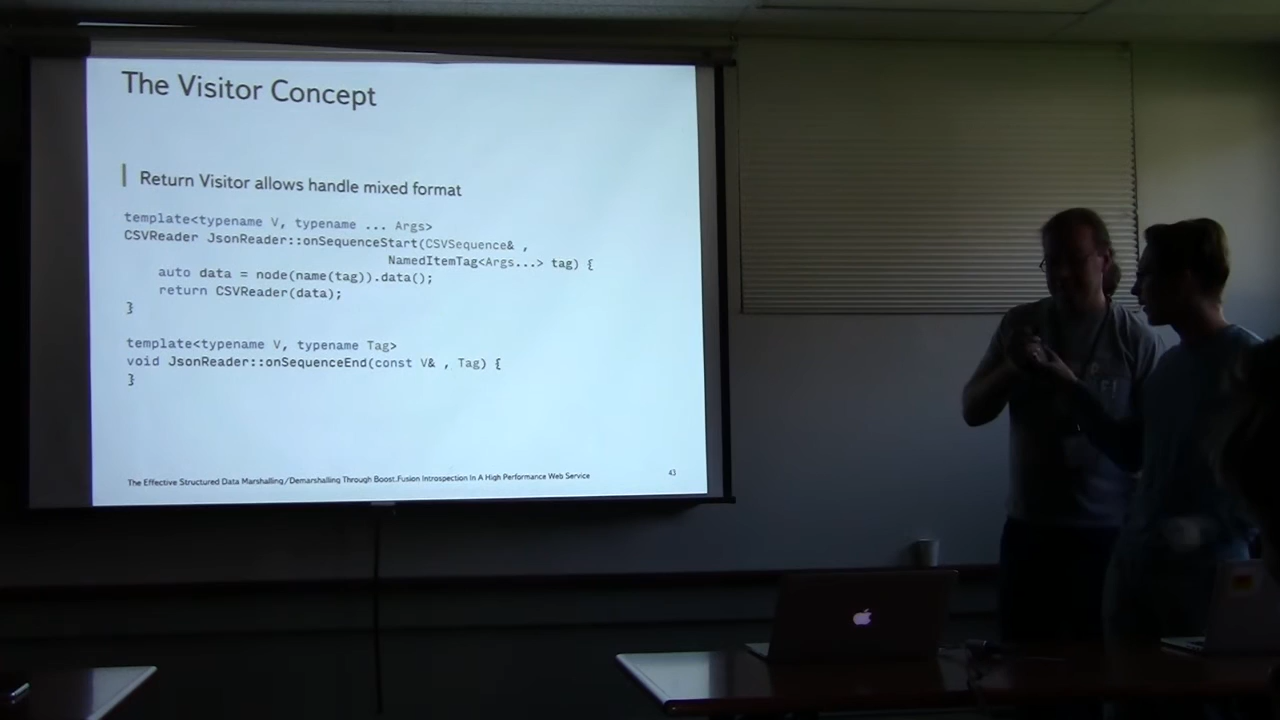 The Visitor Concept
Return Visitor allows handle mixed format
template<typename V, typename ... Args>
CSVReader JsonReader::onSequenceStart(CSVSequence& ,
NamedItemTag<Args...> tag) {
auto data = node(name(tag)).data();
return CSVReader(data);
}
template<typename V, typename Tag>
void JsonReader::onSequenceEnd(const V& , Tag) {
}
The Effective Structured Data Marshalling/Demarshalling Through Boost.Fusion Introspection In A High Performance Web Service
43